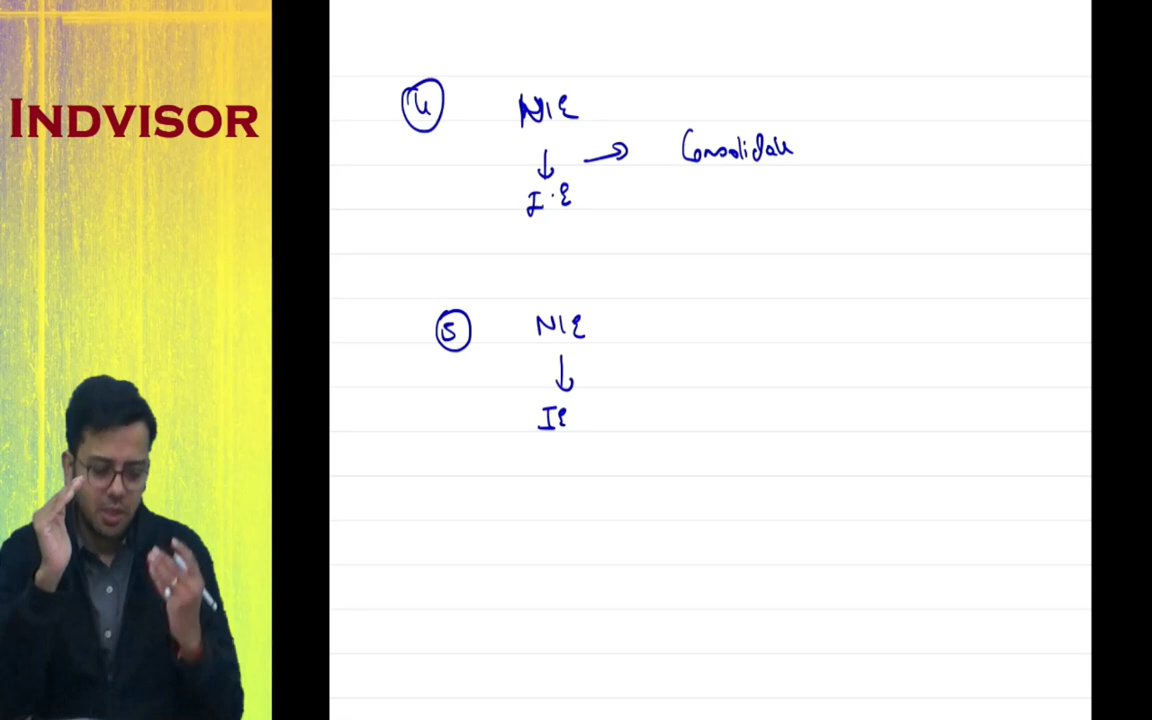 INDVISOR
④ NIE
↓ → Consolidate
I.E
⑤ NIE
↓
IE